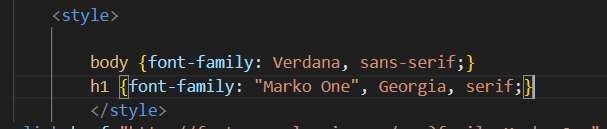 <style>
body {font-family: Verdana, sans-serif;}
h1 {font-family: "Marko One", Georgia, serif;}
</style>